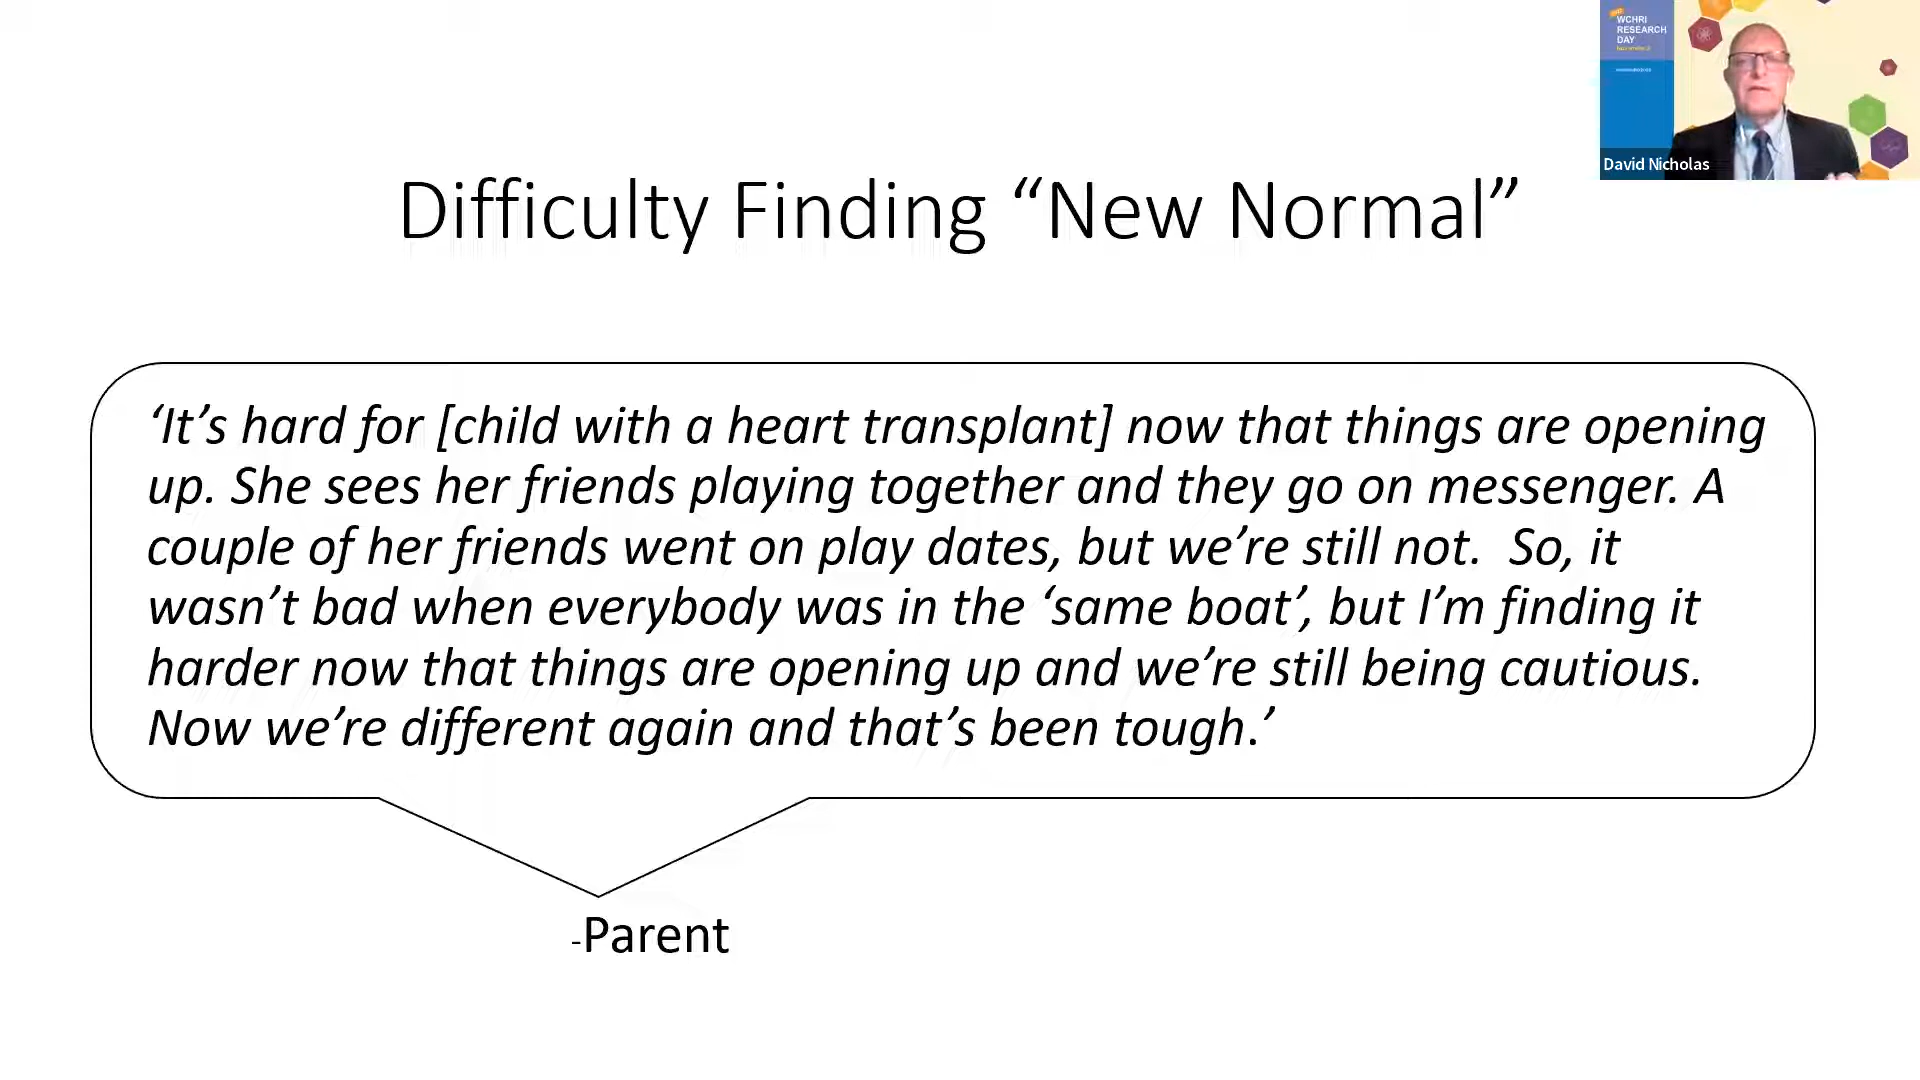 WCHRI
RESEARCH
DAY
David Nicholas
Difficulty Finding “New Normal”
‘It’s hard for [child with a heart transplant] now that things are opening
up. She sees her friends playing together and they go on messenger. A
couple of her friends went on play dates, but we’re still not.  So, it
wasn’t bad when everybody was in the ‘same boat’, but I’m finding it
harder now that things are opening up and we’re still being cautious.
Now we’re different again and that’s been tough.’
-Parent